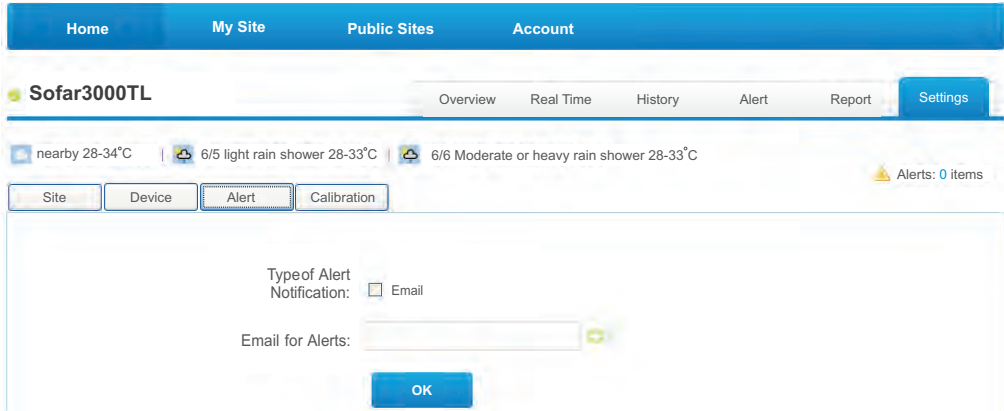 Home My Site Public Sites Account
Sofar3000TL
Overview Real Time History Alert Report Settings
nearby 28-34˚C | 6/5 light rain shower 28-33˚C | 6/6 Moderate or heavy rain shower 28-33˚C
Alerts: 0 items
Site Device Alert Calibration
Typeof Alert
Notification: Email
Email for Alerts:
OK